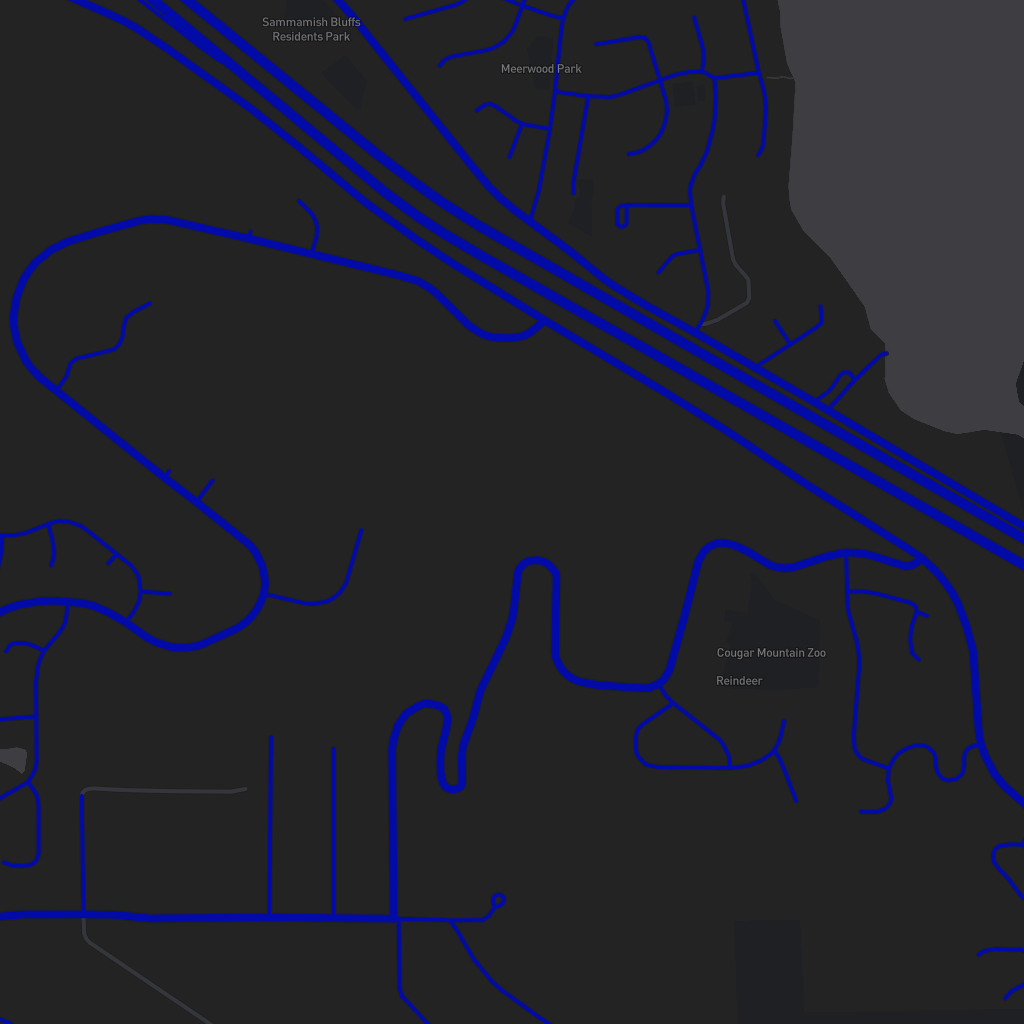 Sammamish Bluffs
Residents Park
Meerwood Park
Cougar Mountain Zoo
Reindeer